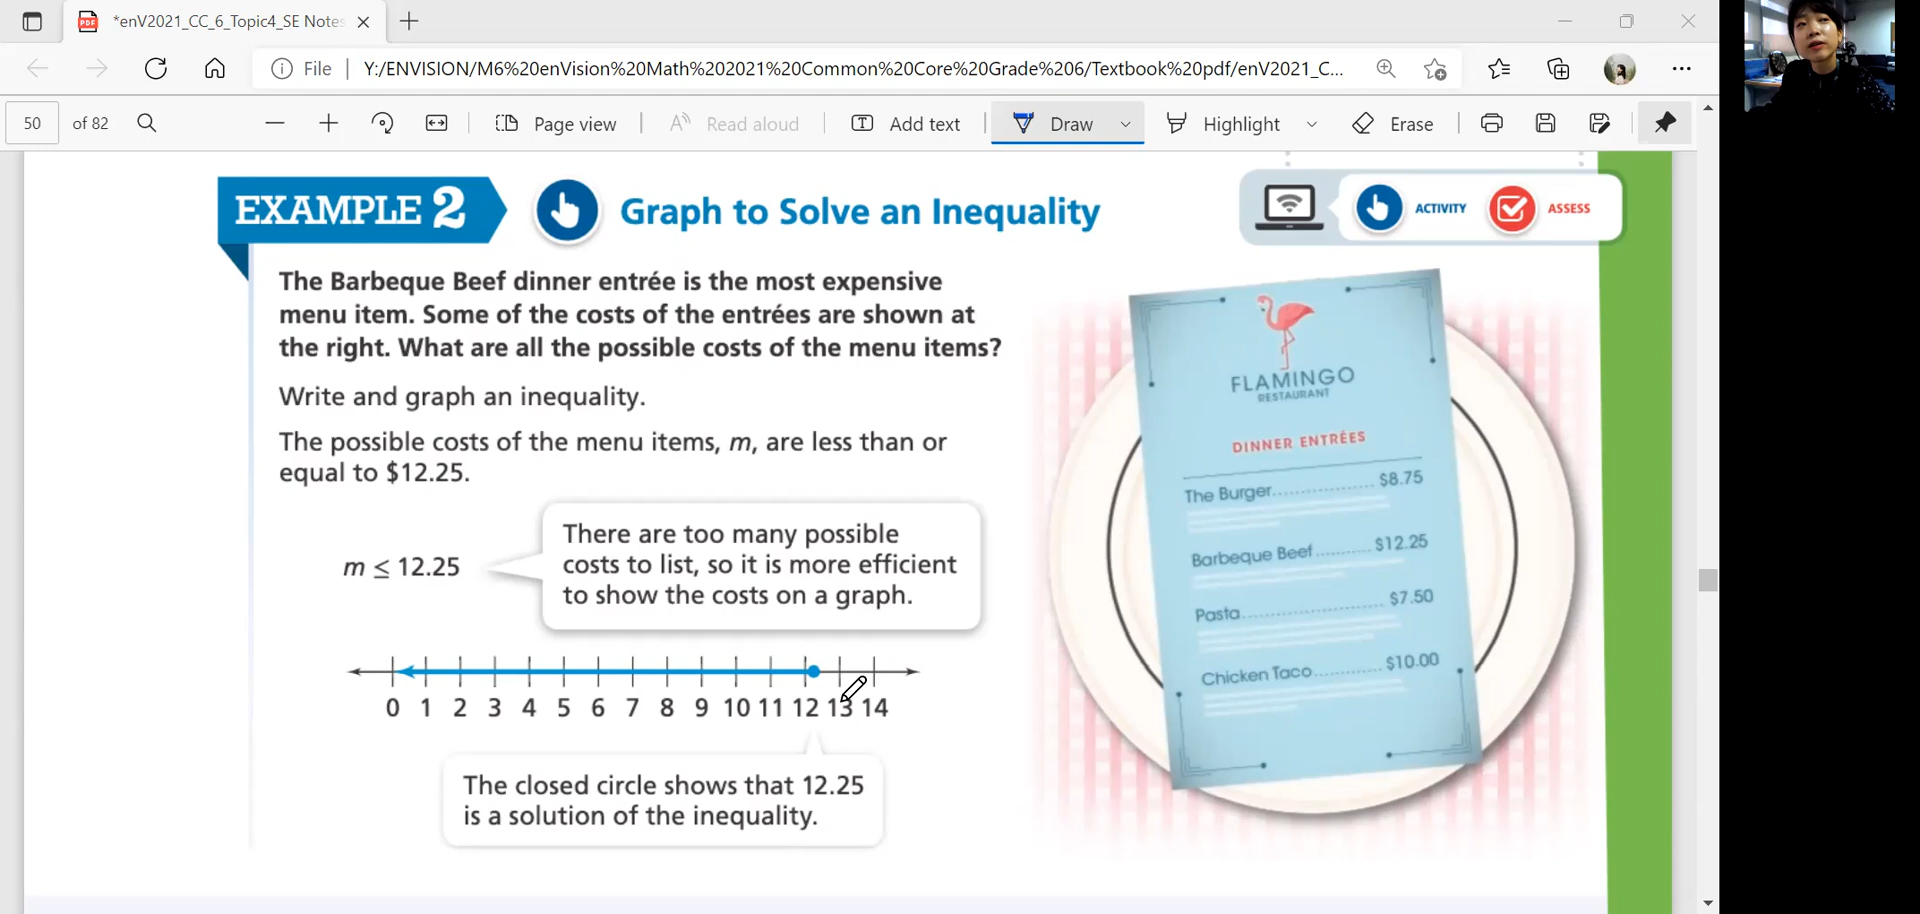 *enV2021_CC_6_Topic4_SE Notes
File
Y:/ENVISION/M6%20enVision%20Math%202021%20Common%20Core%20Grade%206/Textbook%20pdf/enV2021_C...
50 of 82
Page view
Read aloud
Add text
Draw
Highlight
Erase
EXAMPLE 2
Graph to Solve an Inequality
ACTIVITY
ASSESS
The Barbeque Beef dinner entrée is the most expensive
menu item. Some of the costs of the entrées are shown at
the right. What are all the possible costs of the menu items?
Write and graph an inequality.
The possible costs of the menu items, m, are less than or
equal to $12.25.
m ≤ 12.25
There are too many possible
costs to list, so it is more efficient
to show the costs on a graph.
0 1 2 3 4 5 6 7 8 9 10 11 12 13 14
The closed circle shows that 12.25
is a solution of the inequality.
FLAMINGO
RESTAURANT
DINNER ENTRÉES
The Burger.................... $8.75
Barbeque Beef.......... $12.25
Pasta......................... $7.50
Chicken Taco............ $10.00